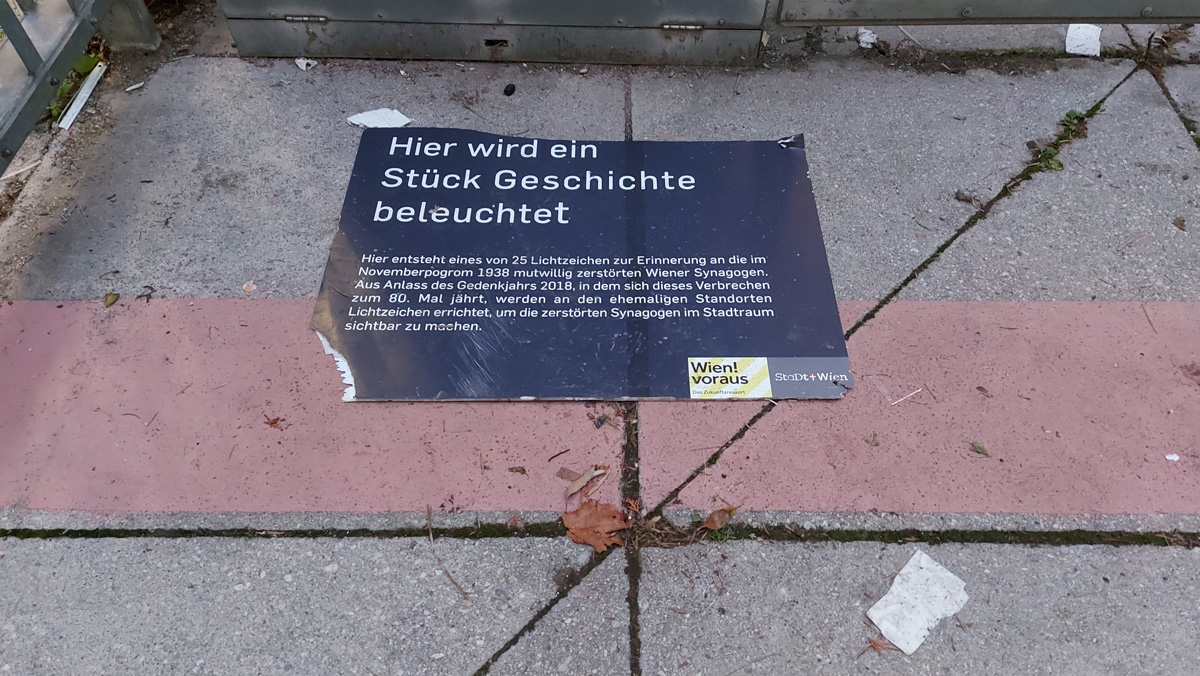 Hier wird ein
Stück Geschichte
beleuchtet
Hier entsteht eines von 25 Lichtzeichen zur Erinnerung an die im
Novemberpogrom 1938 mutwillig zerstörten Wiener Synagogen.
Aus Anlass des Gedenkjahrs 2018, in dem sich dieses Verbrechen
zum 80. Mal jährt, werden an den ehemaligen Standorten
Lichtzeichen errichtet, um die zerstörten Synagogen im Stadtraum
sichtbar zu machen.
Wien!
voraus
Das Zukunftsressort
StaDt+Wien